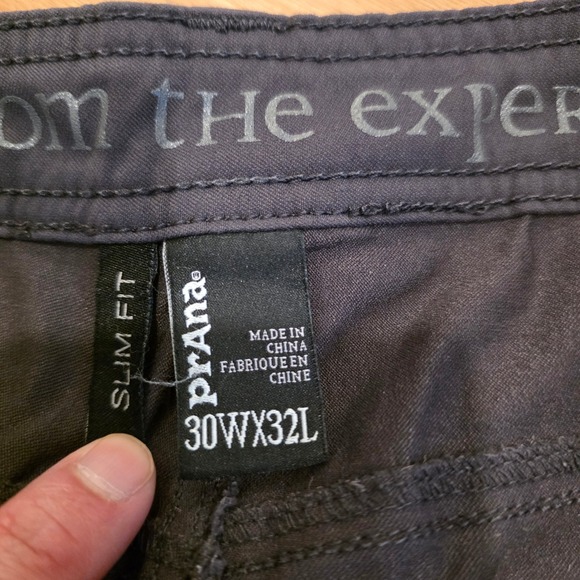 om the exper
SLIM FIT
prAna®
MADE IN
CHINA
FABRIQUE EN
CHINE
30WX32L